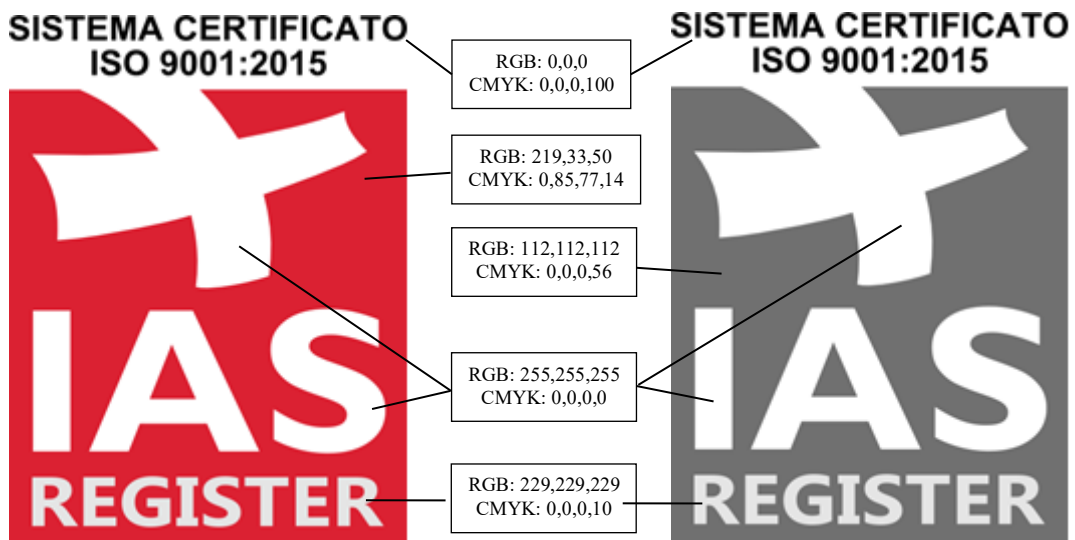 SISTEMA CERTIFICATO
ISO 9001:2015
IAS
REGISTER
RGB: 0,0,0
CMYK: 0,0,0,100
RGB: 219,33,50
CMYK: 0,85,77,14
RGB: 112,112,112
CMYK: 0,0,0,56
RGB: 255,255,255
CMYK: 0,0,0,0
RGB: 229,229,229
CMYK: 0,0,0,10
SISTEMA CERTIFICATO
ISO 9001:2015
IAS
REGISTER